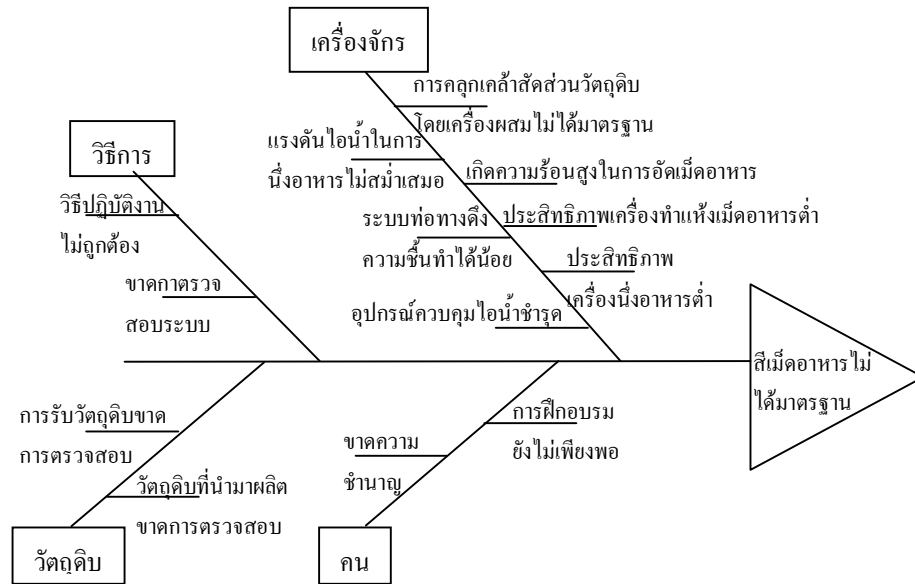 เครื่องจักร
การคลุกเคล้าสัดส่วนวัตถุดิบ
โดยเครื่องผสมไม่ได้มาตรฐาน
แรงดันไอน้ำในการ
นึ่งอาหารไม่สม่ำเสมอ
เกิดความร้อนสูงในการอัดเม็ดอาหาร
ระบบท่อทางดึง
ความชื้นทำได้น้อย
ประสิทธิภาพเครื่องทำแห้งเม็ดอาหารต่ำ
ประสิทธิภาพ
เครื่องนึ่งอาหารต่ำ
อุปกรณ์ควบคุมไอน้ำชำรุด
วิธีการ
วิธีปฏิบัติงาน
ไม่ถูกต้อง
ขาดกาตรวจ
สอบระบบ
สีเม็ดอาหารไม่
ได้มาตรฐาน
การรับวัตถุดิบขาด
การตรวจสอบ
วัตถุดิบที่นำมาผลิต
ขาดการตรวจสอบ
วัตถุดิบ
การฝึกอบรม
ยังไม่เพียงพอ
ขาดความ
ชำนาญ
คน